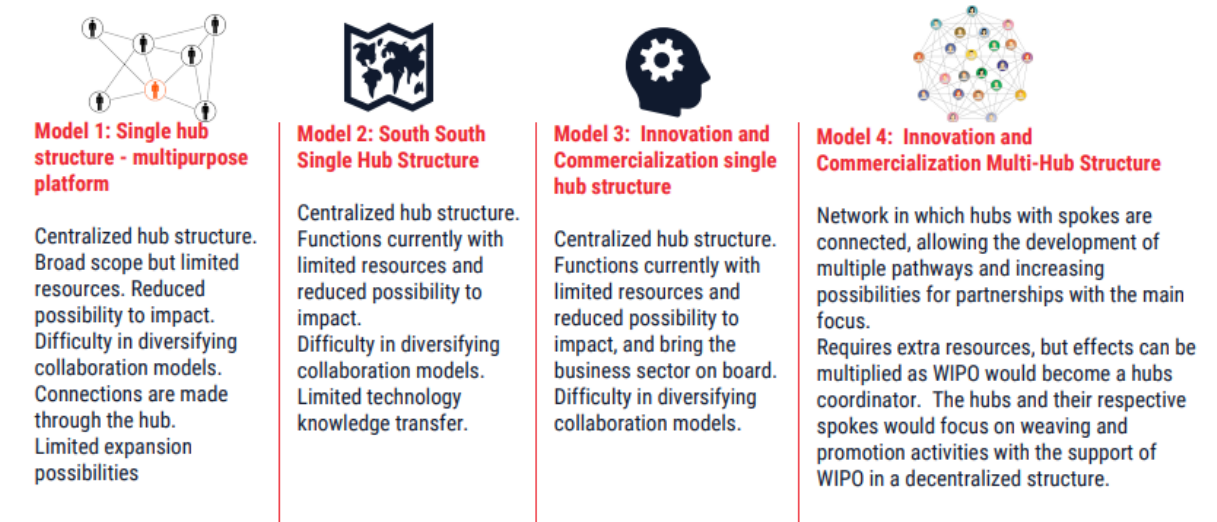 Model 1: Single hub
structure - multipurpose
platform
Centralized hub structure.
Broad scope but limited
resources. Reduced
possibility to impact.
Difficulty in diversifying
collaboration models.
Connections are made
through the hub.
Limited expansion
possibilities
Model 2: South South
Single Hub Structure
Centralized hub structure.
Functions currently with
limited resources and
reduced possibility to
impact.
Difficulty in diversifying
collaboration models.
Limited technology
knowledge transfer.
Model 3:  Innovation and
Commercialization single
hub structure
Centralized hub structure.
Functions currently with
limited resources and
reduced possibility to
impact, and bring the
business sector on board.
Difficulty in diversifying
collaboration models.
Model 4:  Innovation and
Commercialization Multi-Hub Structure
Network in which hubs with spokes are
connected, allowing the development of
multiple pathways and increasing
possibilities for partnerships with the main
focus.
Requires extra resources, but effects can be
multiplied as WIPO would become a hubs
coordinator.  The hubs and their respective
spokes would focus on weaving and
promotion activities with the support of
WIPO in a decentralized structure.